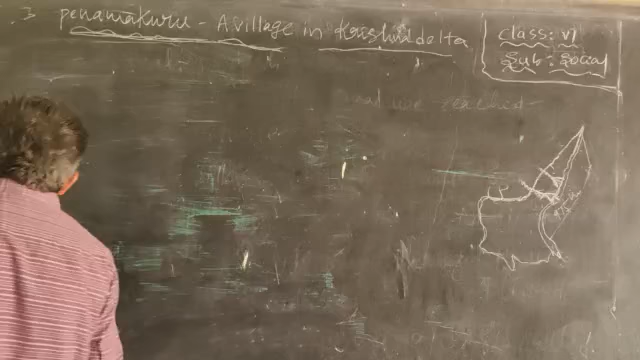 3 penamakuru - A village in Krishna delta
class: VI
Sub: Social